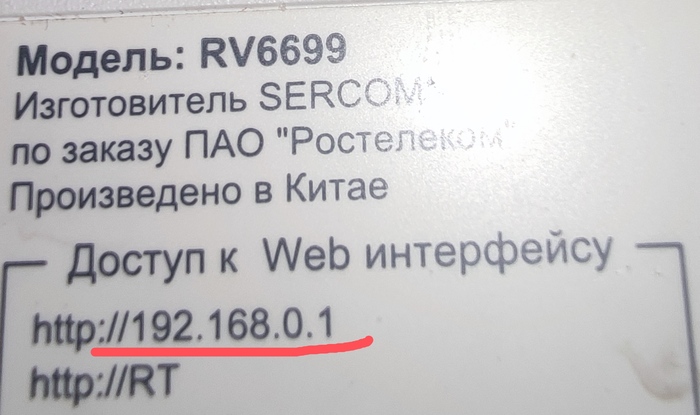 Модель: RV6699
Изготовитель SERCOM
по заказу ПАО "Ростелеком"
Произведено в Китае
Доступ к Web интерфейсу
http://192.168.0.1
http://RT